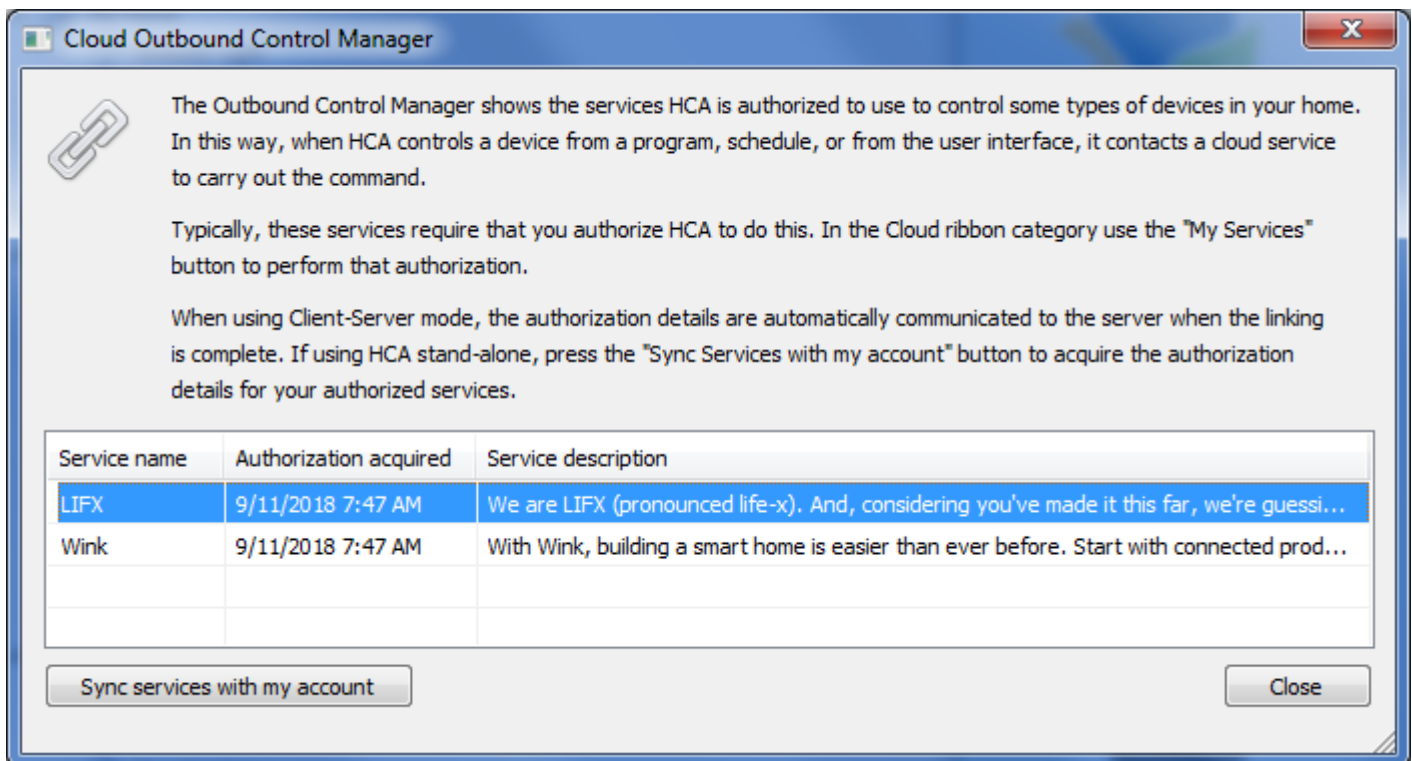 Cloud Outbound Control Manager
The Outbound Control Manager shows the services HCA is authorized to use to control some types of devices in your home.
In this way, when HCA controls a device from a program, schedule, or from the user interface, it contacts a cloud service
to carry out the command.
Typically, these services require that you authorize HCA to do this. In the Cloud ribbon category use the "My Services"
button to perform that authorization.
When using Client-Server mode, the authorization details are automatically communicated to the server when the linking
is complete. If using HCA stand-alone, press the "Sync Services with my account" button to acquire the authorization
details for your authorized services.
Service name Authorization acquired Service description
LIFX 9/11/2018 7:47 AM We are LIFX (pronounced life-x). And, considering you've made it this far, we're guessi...
Wink 9/11/2018 7:47 AM With Wink, building a smart home is easier than ever before. Start with connected prod...
Sync services with my account Close